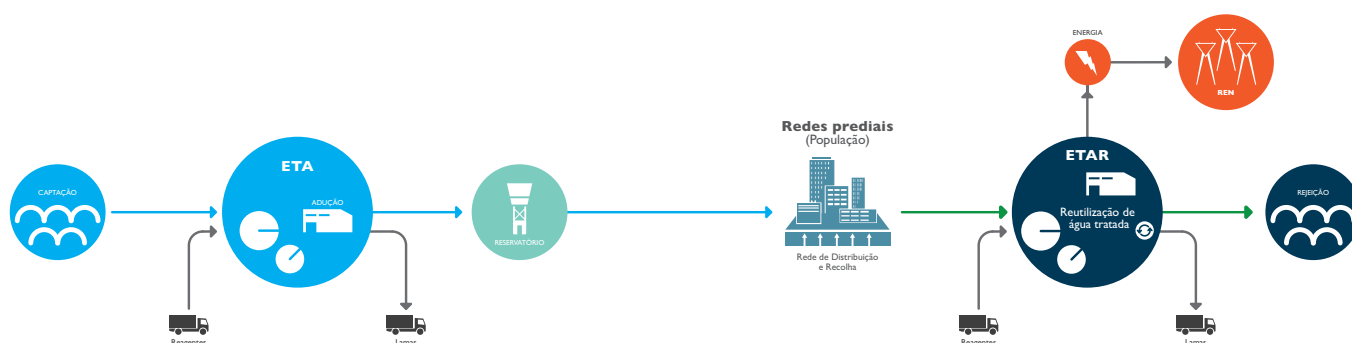 CAPTAÇÃO
ETA
ADUÇÃO
RESERVATÓRIO
Redes prediais
(População)
Rede de Distribuição
e Recolha
ENERGIA
REN
ETAR
Reutilização de
água tratada
REJEIÇÃO
Reagentes
Lamas
Reagentes
Lamas